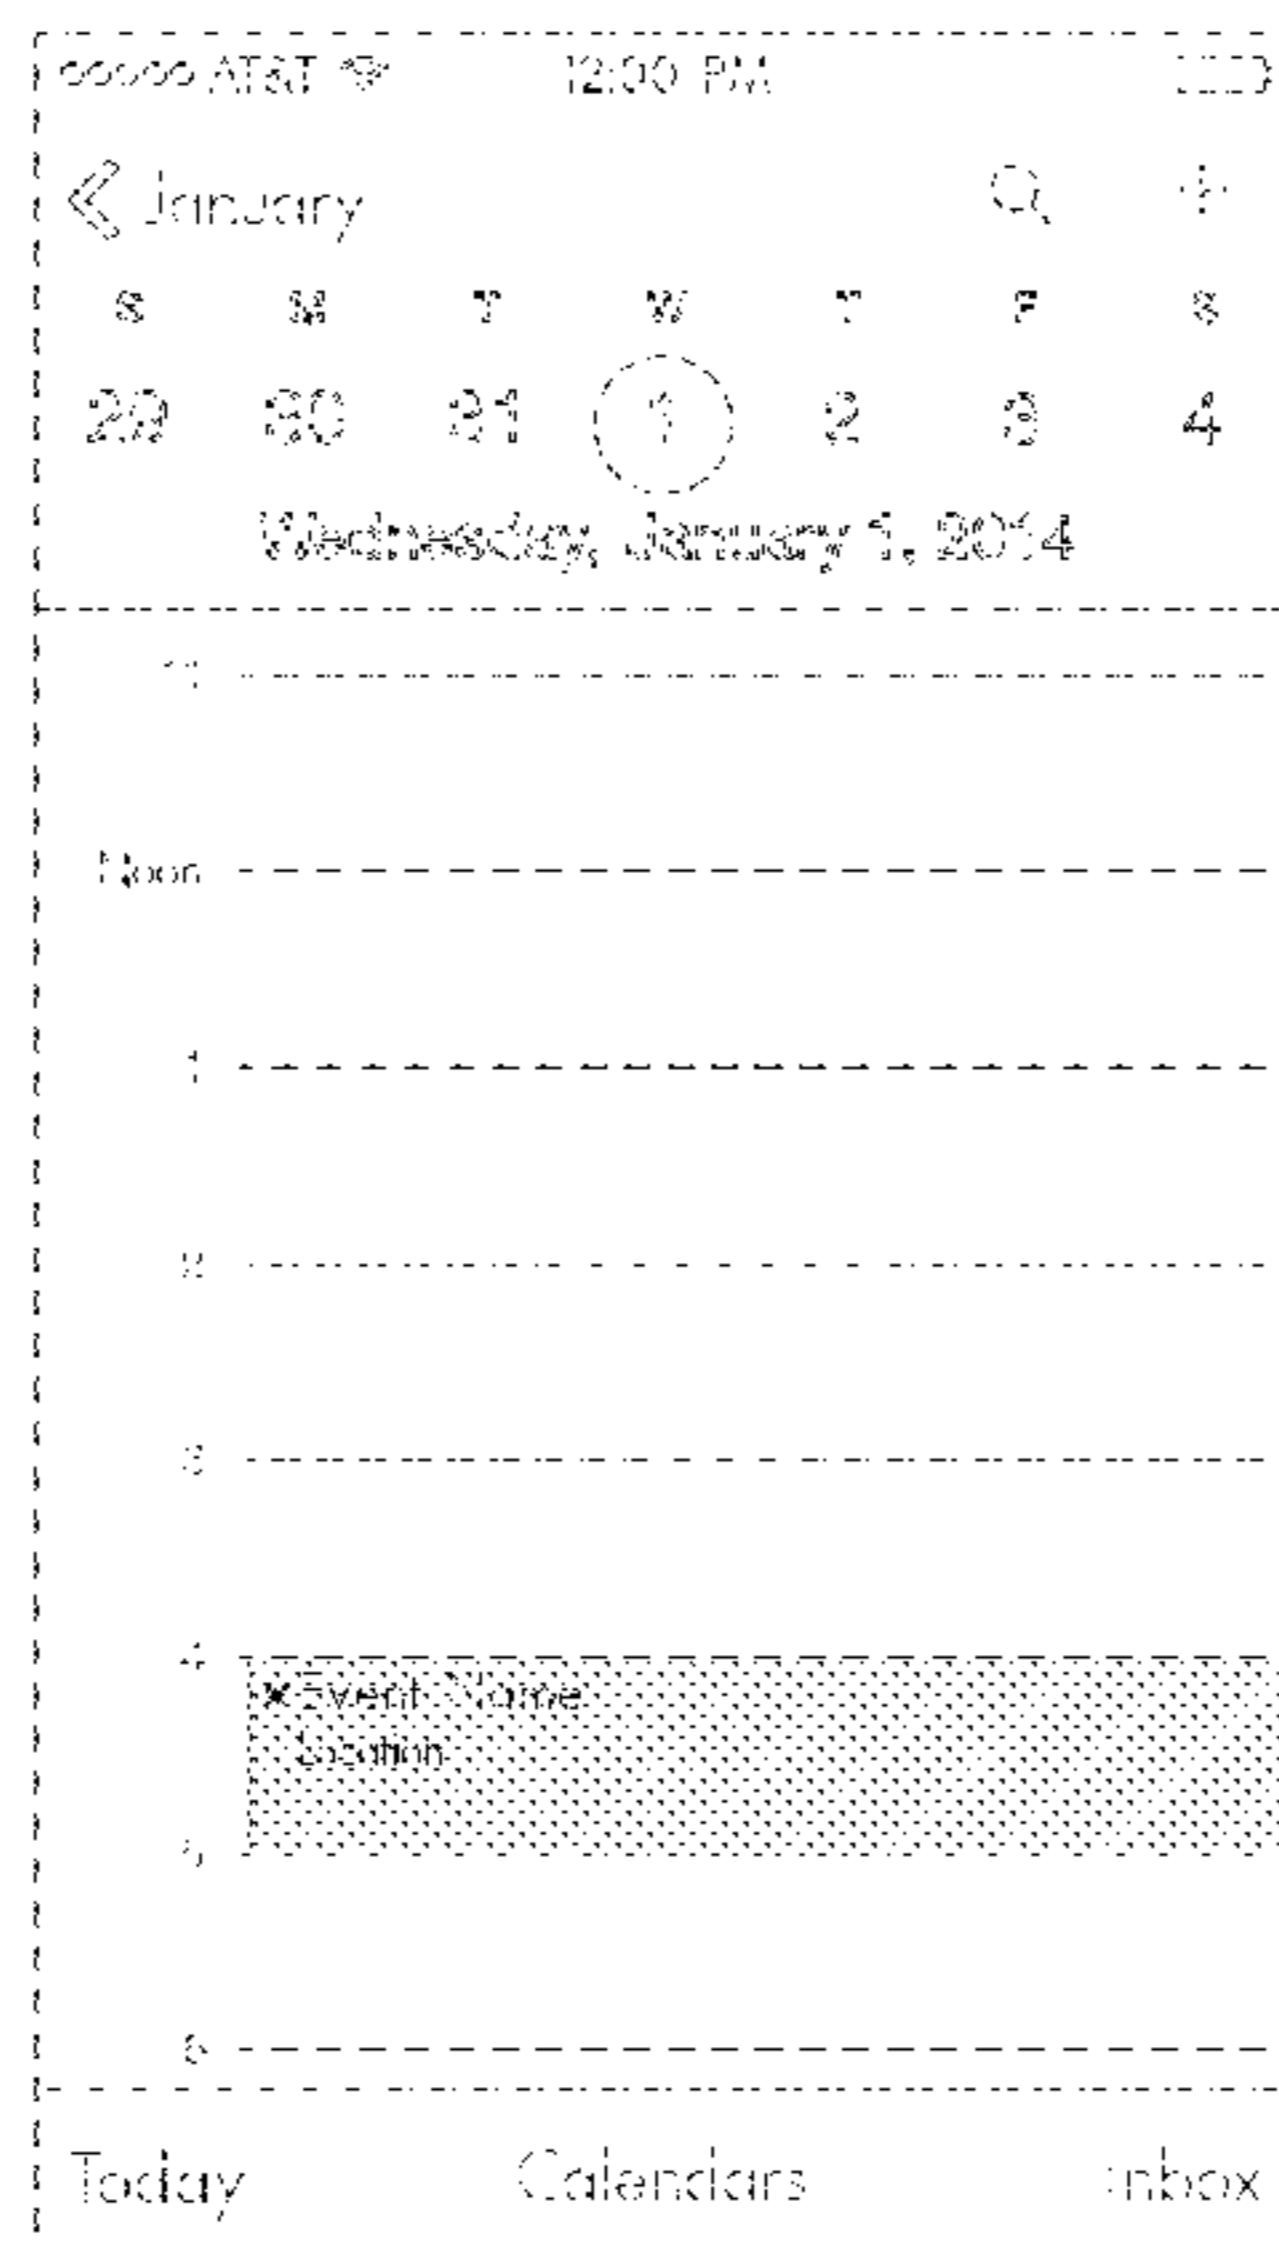 AT&T 12:00 PM
January
S M T W T F S
29 30 31 1 2 3 4
Wednesday, January 1, 2014
11
Noon
1
2
3
4
Event Name
Location
5
6
Today Calendars Inbox